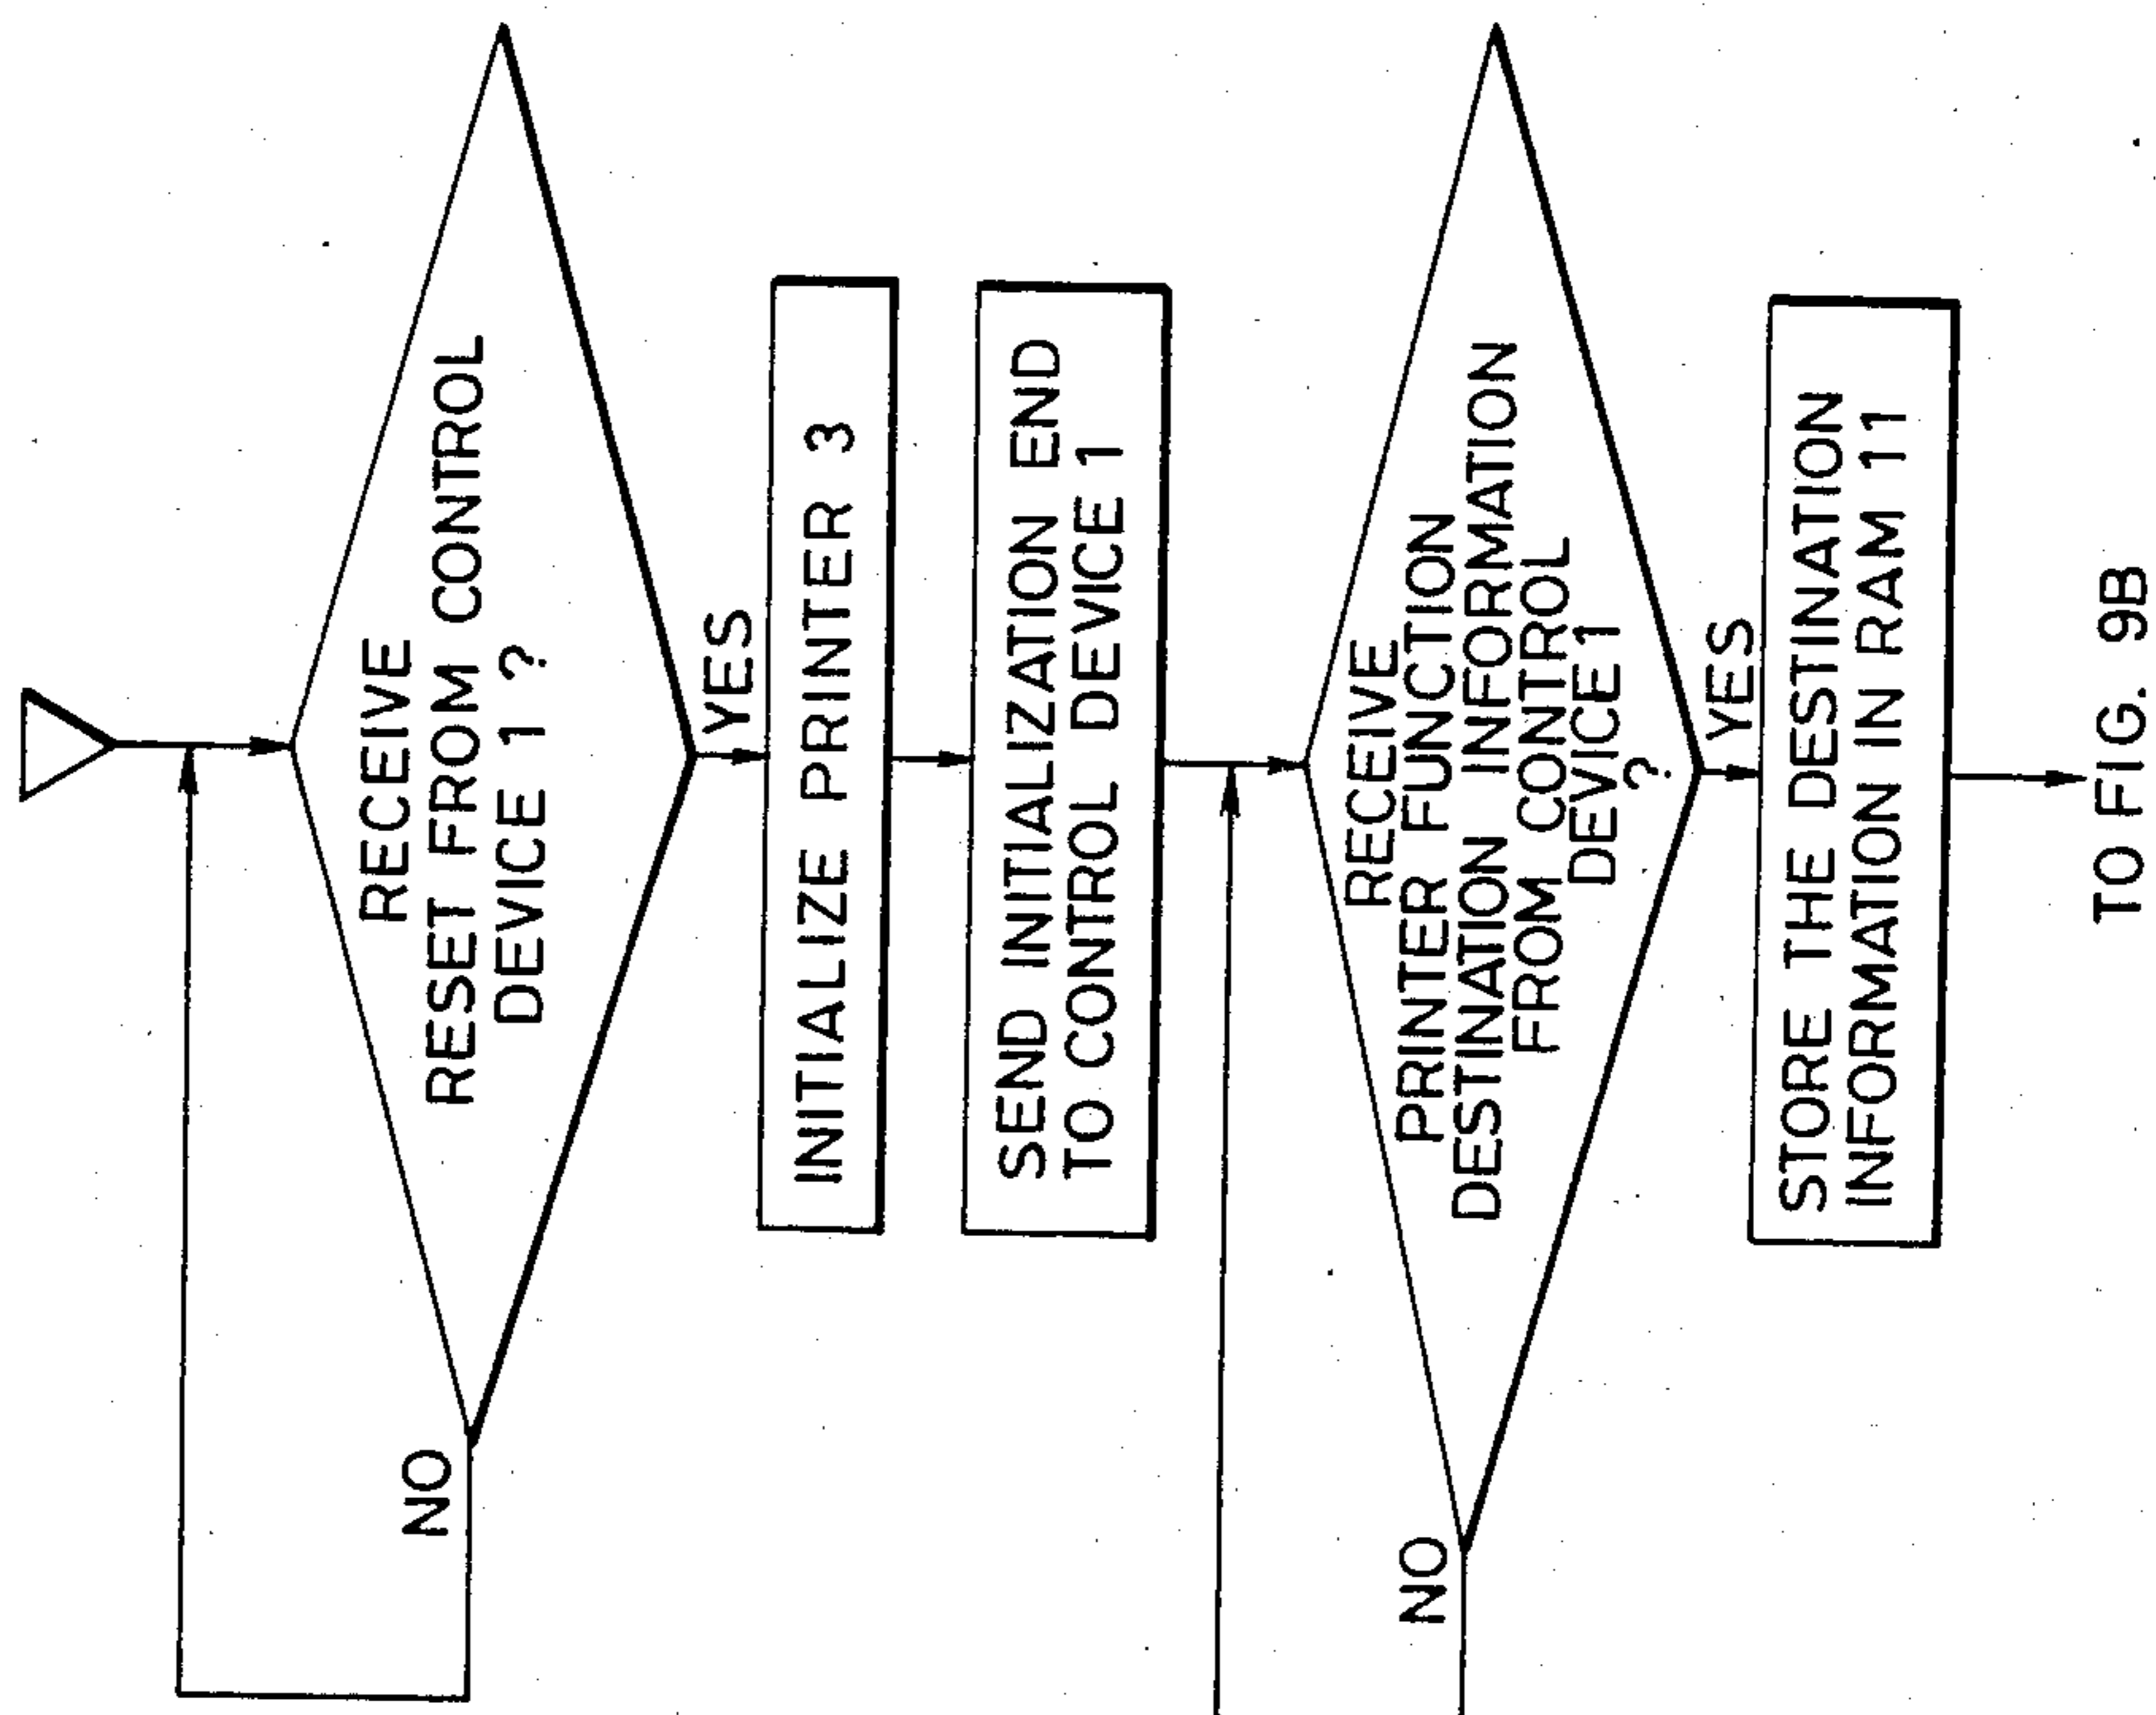 RECEIVE
RESET FROM CONTROL
DEVICE 1 ?
NO
YES
INITIALIZE PRINTER 3
SEND INITIALIZATION END
TO CONTROL DEVICE 1
RECEIVE
PRINTER FUNCTION
DESTINATION INFORMATION
FROM CONTROL
DEVICE 1
?
NO
YES
STORE THE DESTINATION
INFORMATION IN RAM 11
TO FIG. 9B